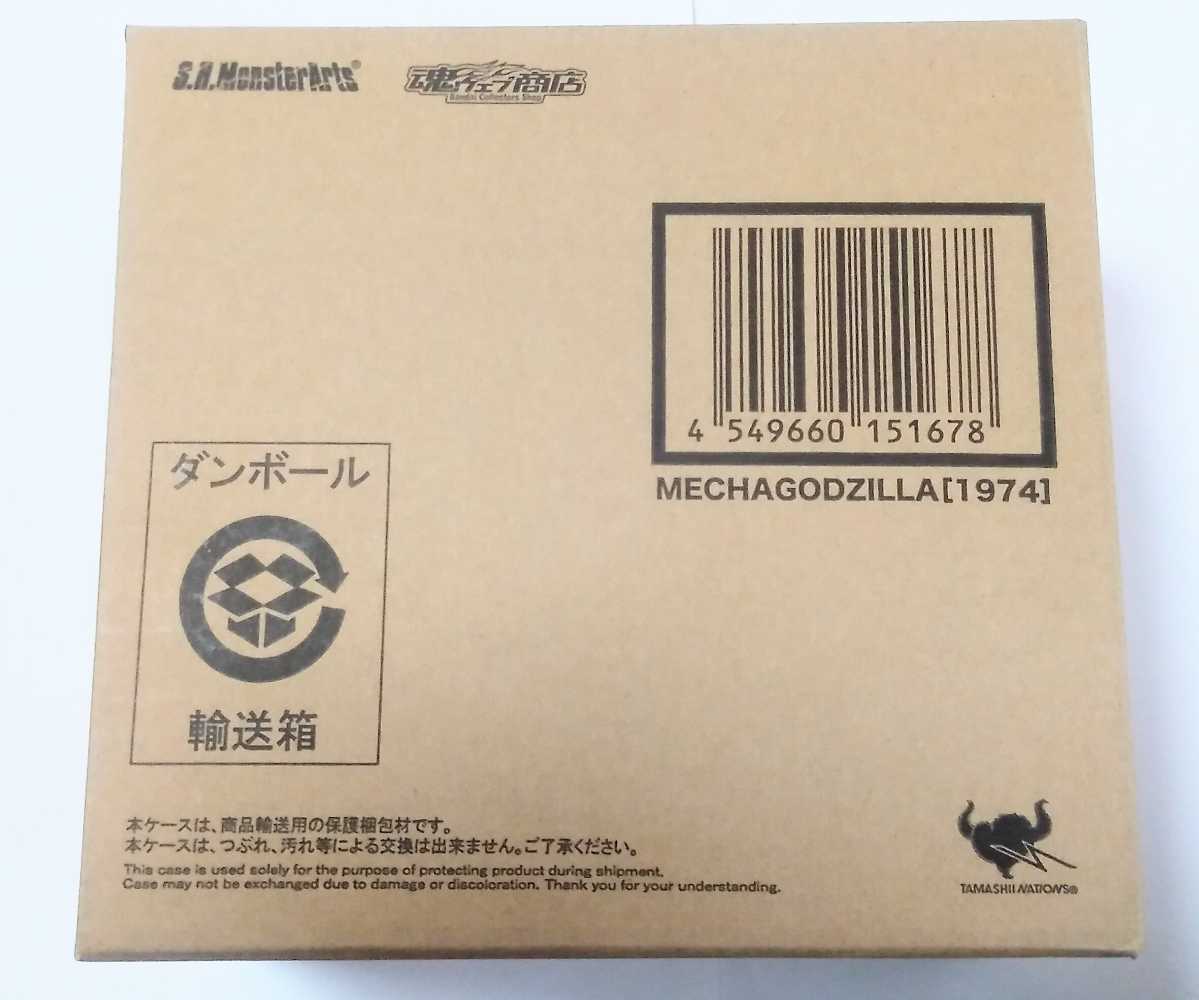 S.H.MonsterArts®
魂ウェブ商店
Bandai Collectors Shop
4 549660 151678
MECHAGODZILLA[1974]
ダンボール
輸送箱
本ケースは、商品輸送用の保護梱包材です。
本ケースは、つぶれ、汚れ等による交換は出来ません。ご了承ください。
This case is used solely for the purpose of protecting product during shipment.
Case may not be exchanged due to damage or discoloration. Thank you for your understanding.
TAMASHII NATIONS®